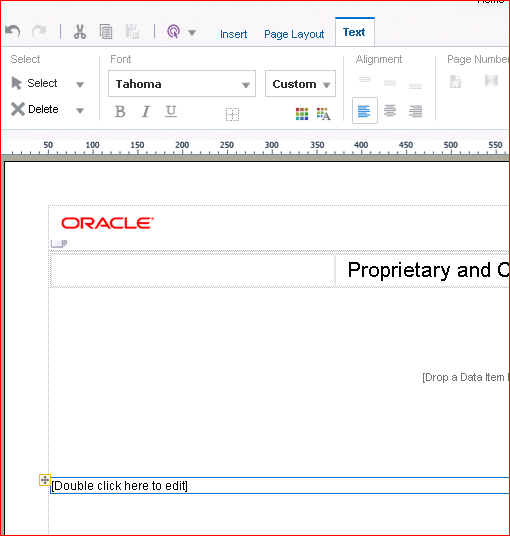 Home
Insert
Page Layout
Text
Select
Font
Alignment
Page Number
Select
Tahoma
Custom
Delete
B I U
50 100 150 200 250 300 350 400 450 500 550
ORACLE
Proprietary and C
[Drop a Data Item
[Double click here to edit]